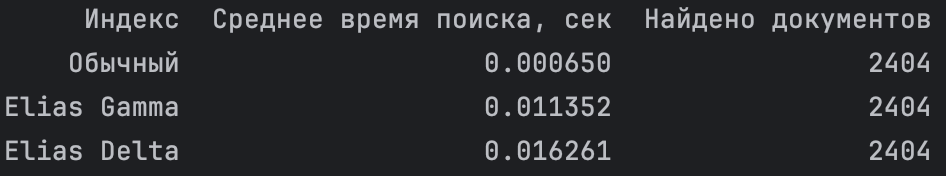 Индекс Среднее время поиска, сек Найдено документов
Обычный 0.000650 2404
Elias Gamma 0.011352 2404
Elias Delta 0.016261 2404